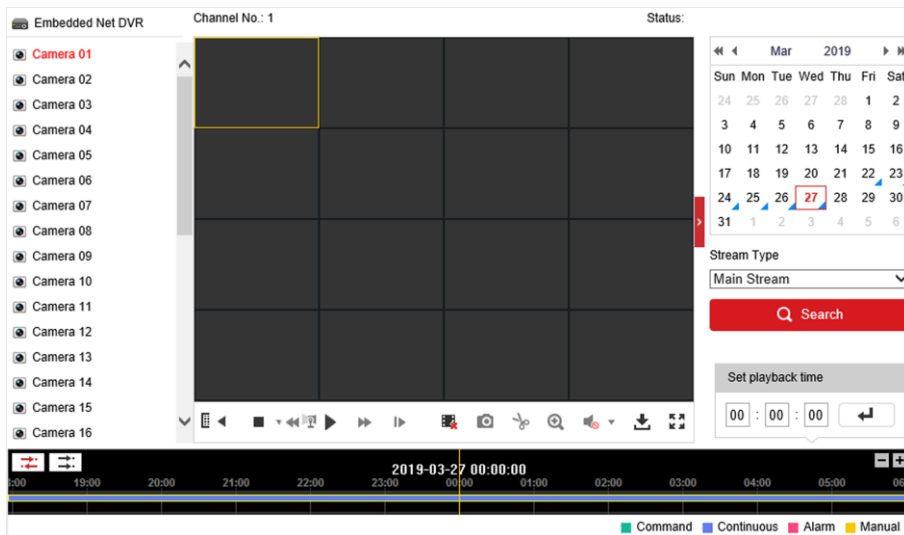 Embedded Net DVR
Channel No.: 1
Status:
Camera 01
Camera 02
Camera 03
Camera 04
Camera 05
Camera 06
Camera 07
Camera 08
Camera 09
Camera 10
Camera 11
Camera 12
Camera 13
Camera 14
Camera 15
Camera 16
Mar 2019
Sun Mon Tue Wed Thu Fri Sat
24 25 26 27 28 1 2
3 4 5 6 7 8 9
10 11 12 13 14 15 16
17 18 19 20 21 22 23
24 25 26 27 28 29 30
31 1 2 3 4 5 6
Stream Type
Main Stream
Search
Set playback time
00 : 00 : 00
2019-03-27 00:00:00
:00 19:00 20:00 21:00 22:00 23:00 00:00 01:00 02:00 03:00 04:00 05:00 06
Command Continuous Alarm Manual